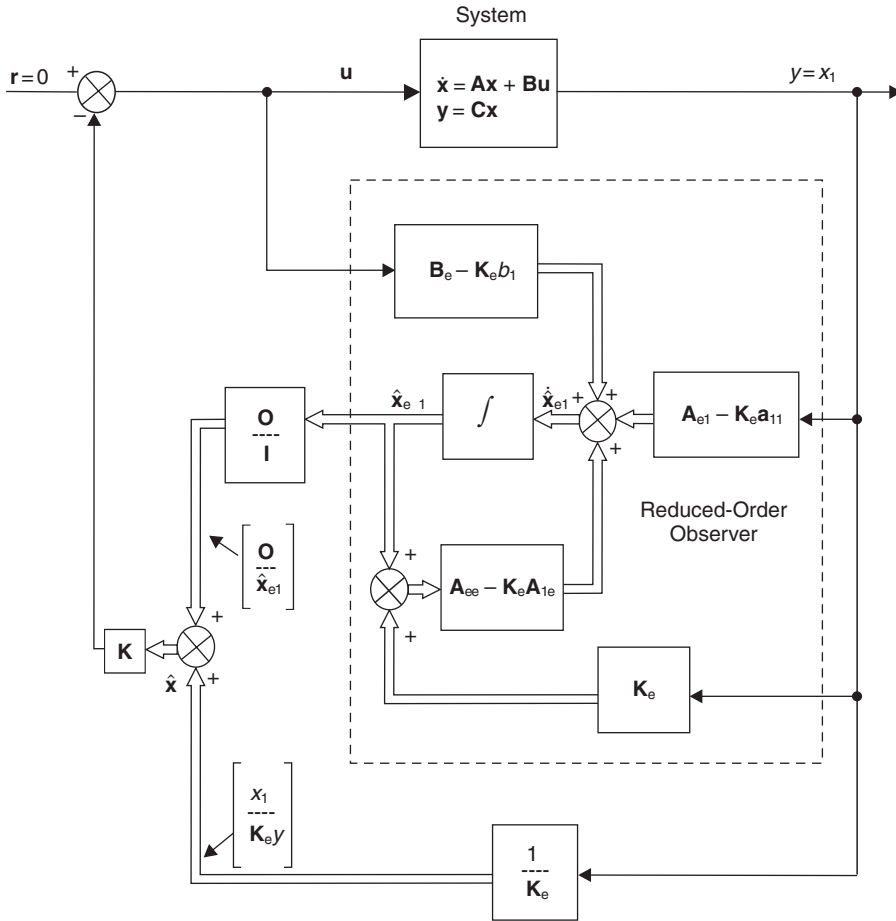 System
r = 0
+
−
u
ẋ = Ax + Bu
y = Cx
y = x₁
Bₑ − Kₑb₁
O
----
I
x̂ₑ ₁
∫
ẋ̂ₑ₁
+
+
+
Aₑ₁ − Kₑa₁₁
Reduced-Order
Observer
O
----
x̂ₑ₁
+
+
Aₑₑ − KₑA₁ₑ
K
x̂
+
+
Kₑ
x₁
----
Kₑy
1
----
Kₑ